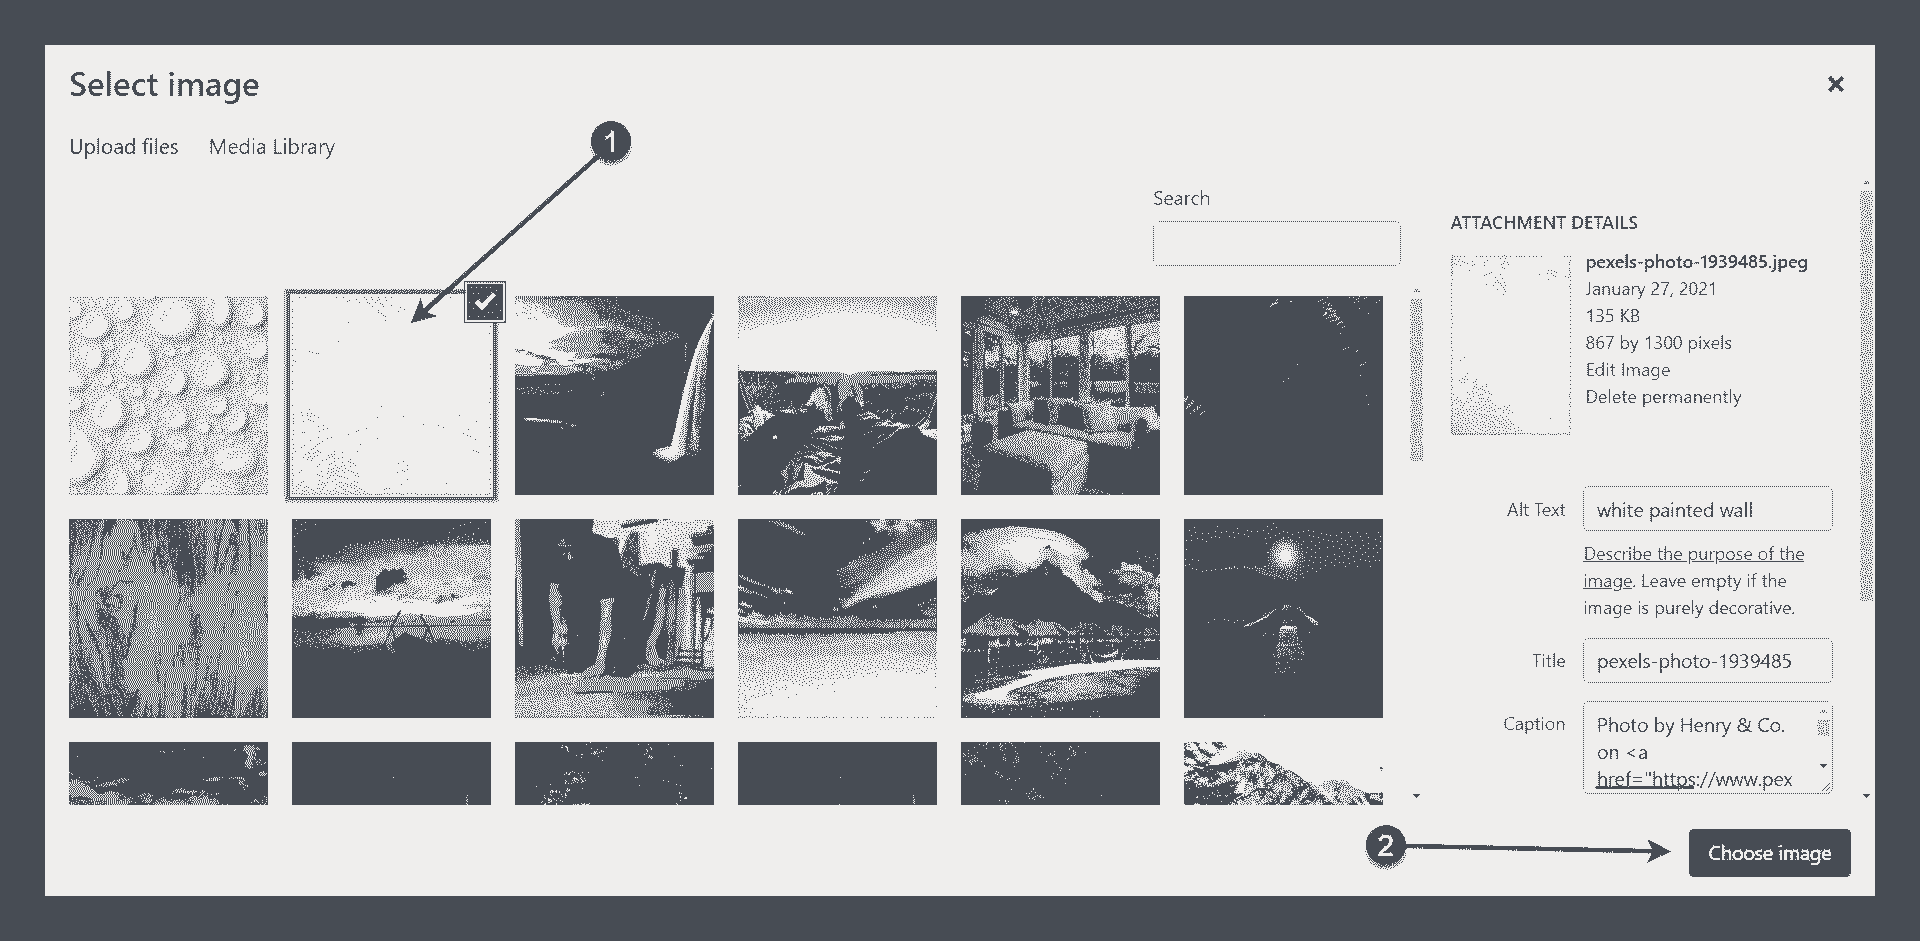 Select image
Upload files
Media Library
1
Search
ATTACHMENT DETAILS
pexels-photo-1939485.jpeg
January 27, 2021
135 KB
867 by 1300 pixels
Edit Image
Delete permanently
Alt Text
white painted wall
Describe the purpose of the
image. Leave empty if the
image is purely decorative.
Title
pexels-photo-1939485
Caption
Photo by Henry & Co.
on <a
href="https://www.pex
2
Choose image